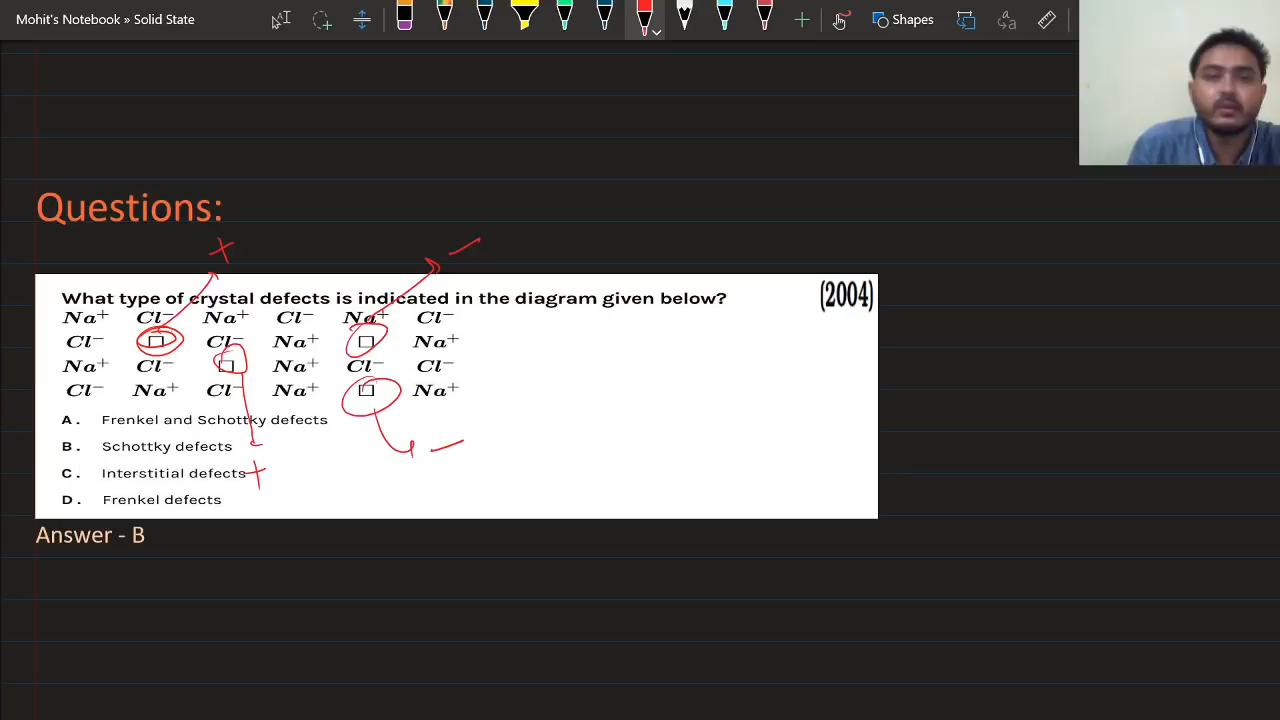 Mohit's Notebook » Solid State
Shapes
Questions:
+
−
What type of crystal defects is indicated in the diagram given below?
(2004)
Na⁺ Cl⁻ Na⁺ Cl⁻ Na⁺ Cl⁻
Cl⁻ □ Cl⁻ Na⁺ □ Na⁺
Na⁺ Cl⁻ □ Na⁺ Cl⁻ Cl⁻
Cl⁻ Na⁺ Cl⁻ Na⁺ □ Na⁺
A. Frenkel and Schottky defects
B. Schottky defects
−
C. Interstitial defects
+
D. Frenkel defects
Answer - B